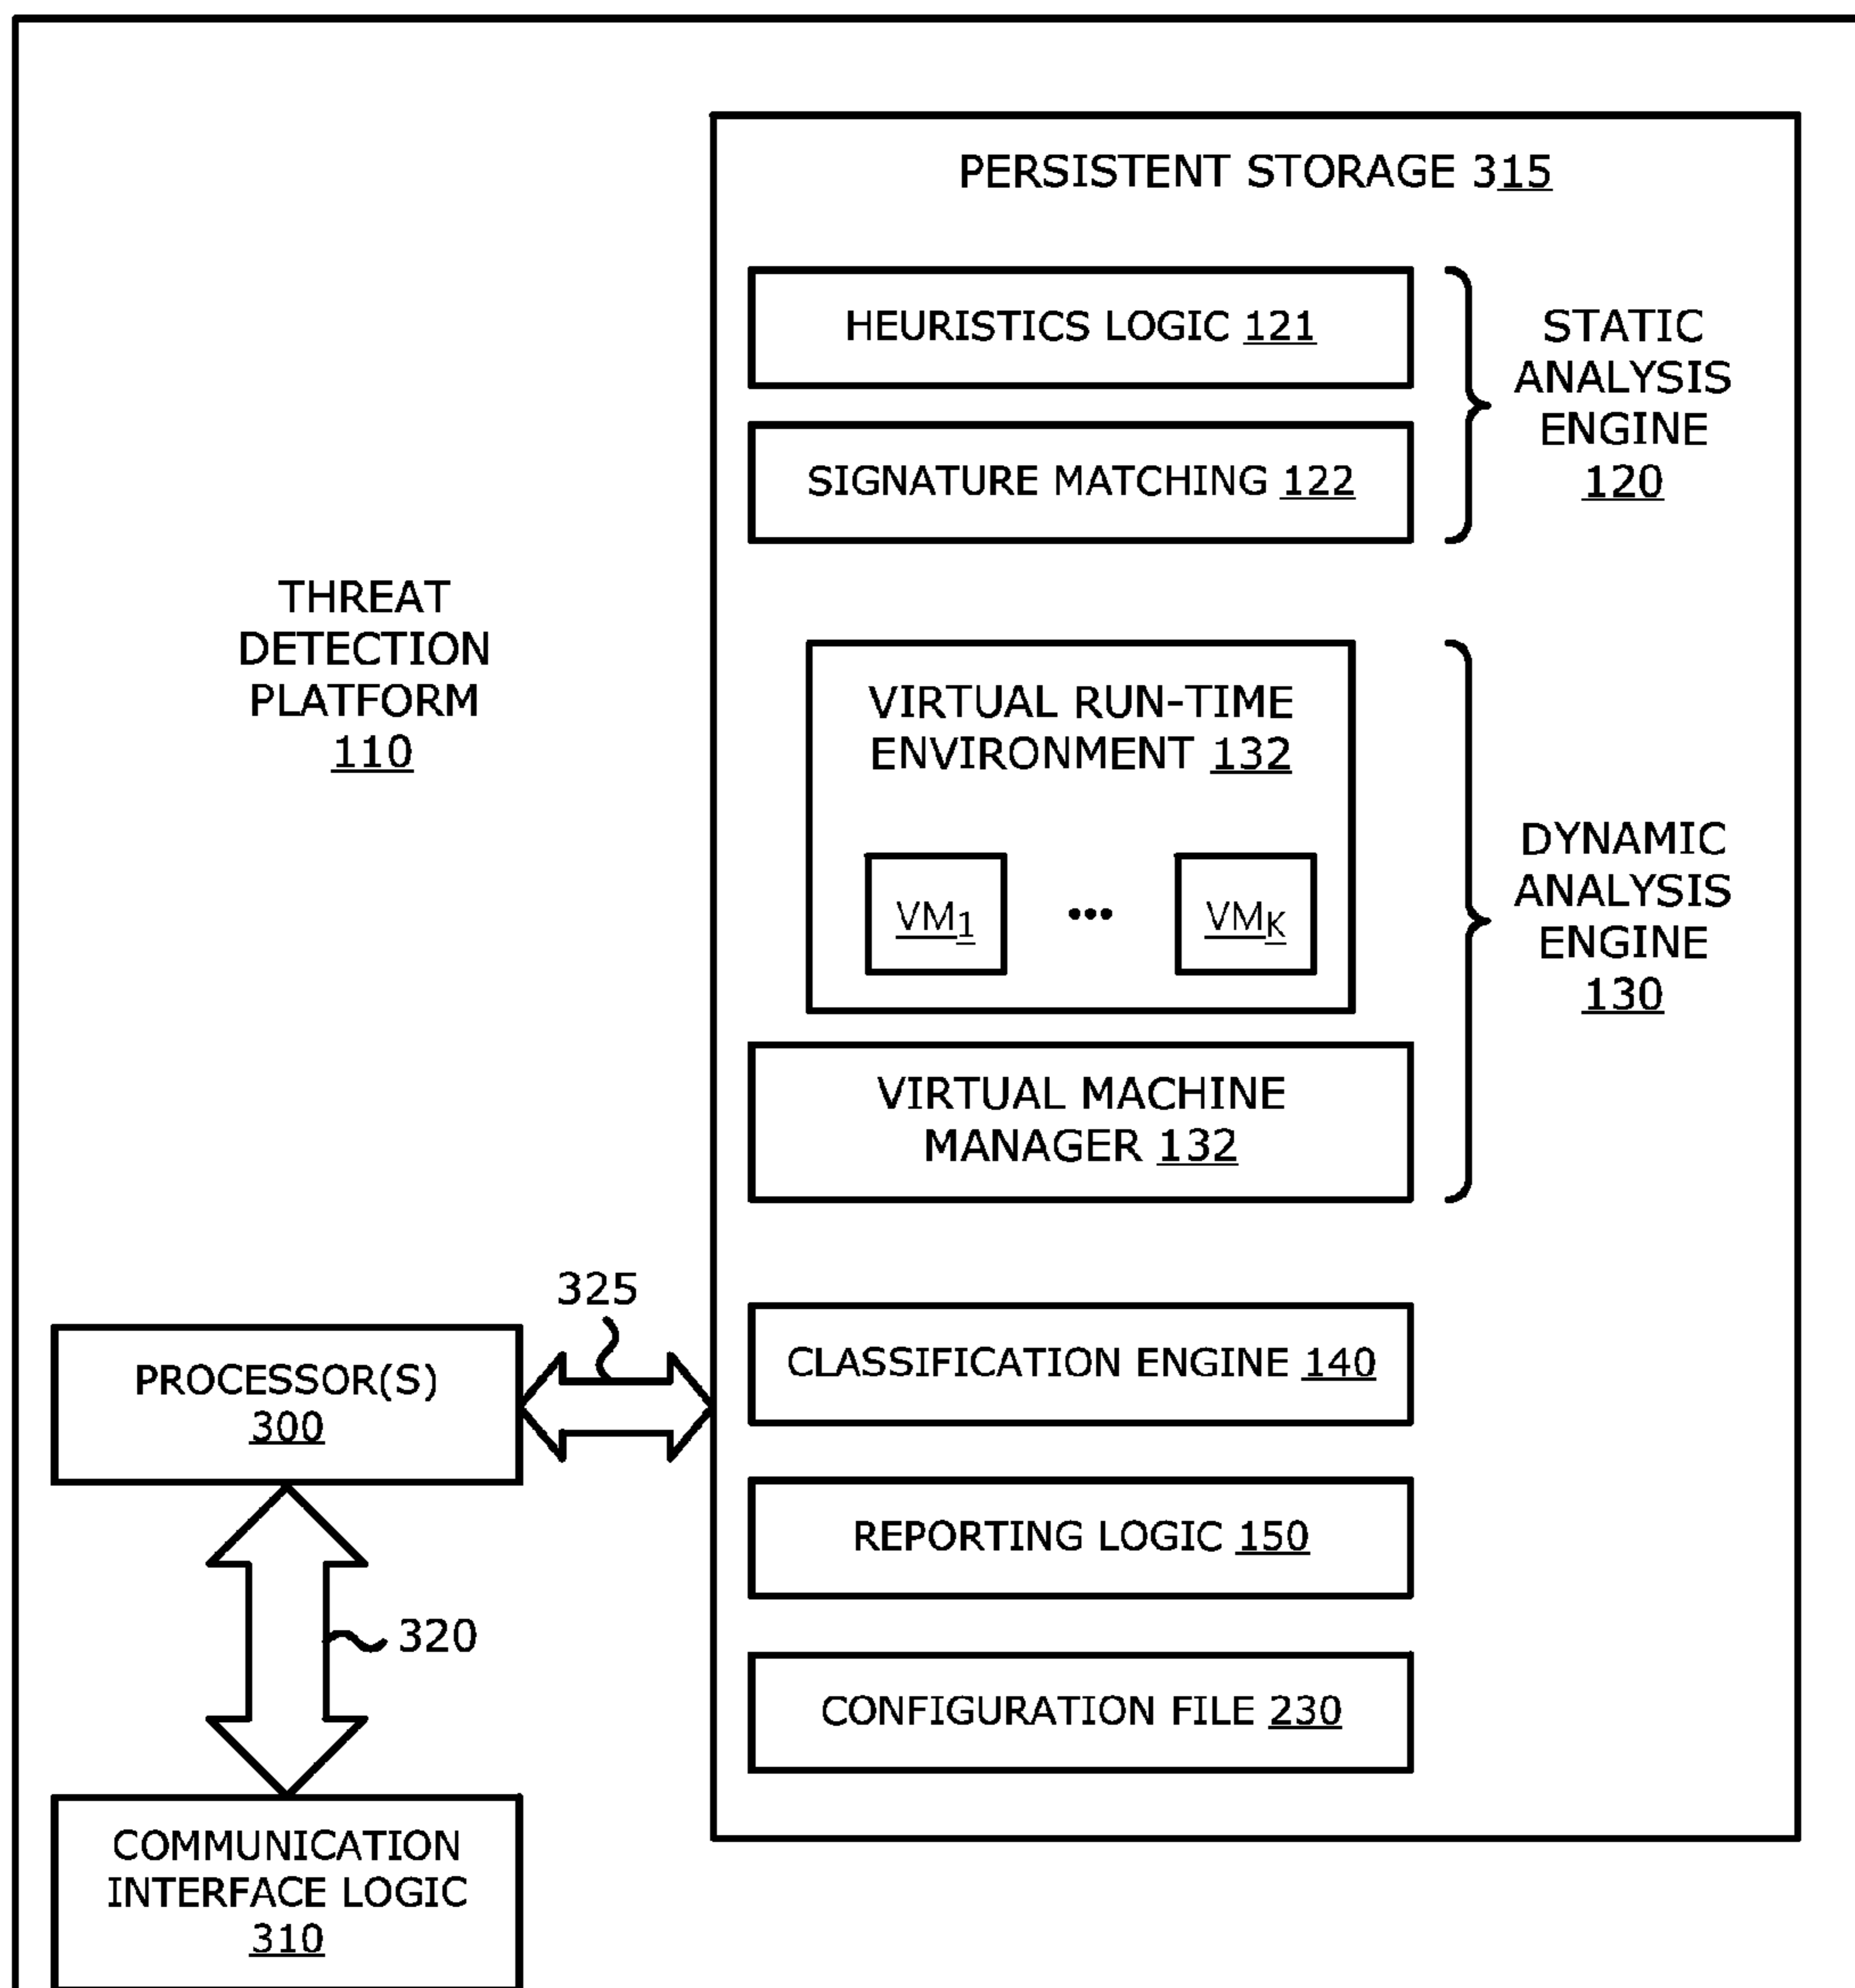 PERSISTENT STORAGE 315
HEURISTICS LOGIC 121
SIGNATURE MATCHING 122
STATIC
ANALYSIS
ENGINE
120
THREAT
DETECTION
PLATFORM
110
VIRTUAL RUN-TIME
ENVIRONMENT 132
VM1 ••• VMK
VIRTUAL MACHINE
MANAGER 132
DYNAMIC
ANALYSIS
ENGINE
130
325
PROCESSOR(S)
300
CLASSIFICATION ENGINE 140
REPORTING LOGIC 150
320
CONFIGURATION FILE 230
COMMUNICATION
INTERFACE LOGIC
310